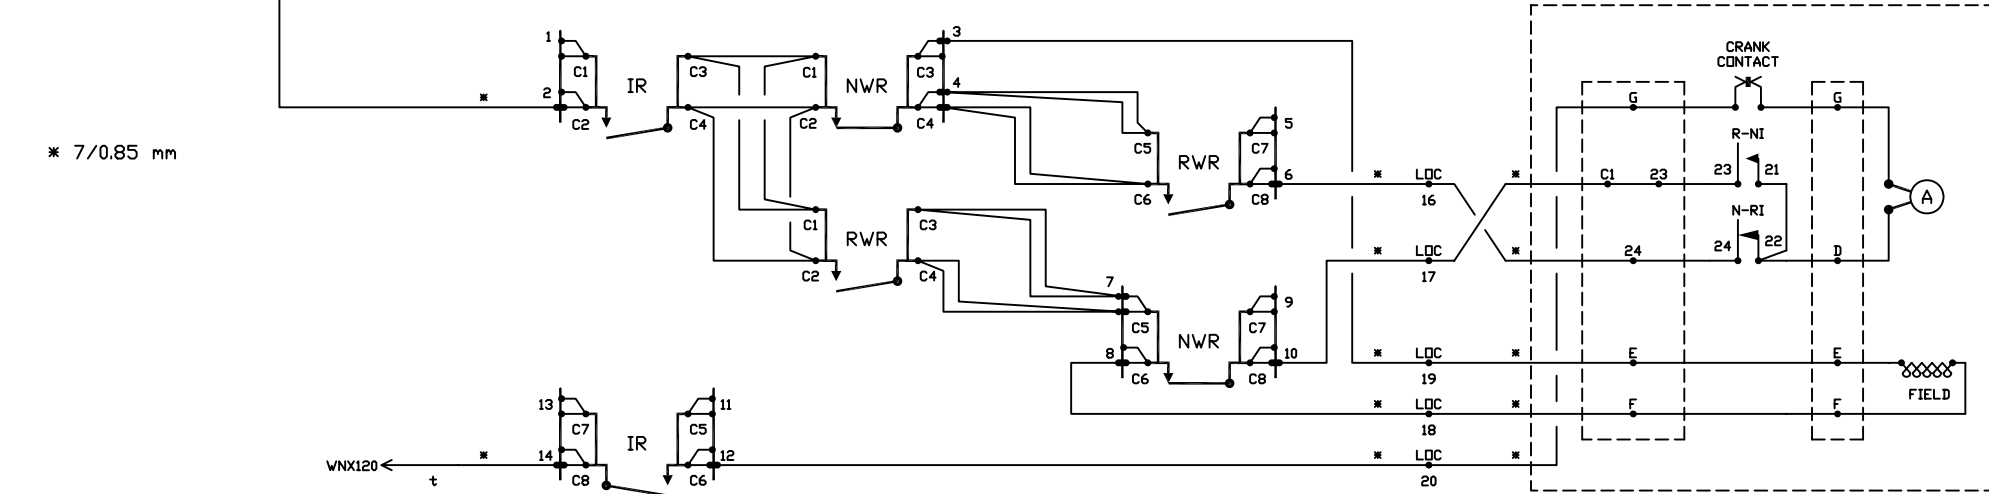 * 7/0.85 mm
*
1
C1
2
C2
IR
C3
C4
C1
C2
NWR
3
C3
4
C4
C1
C2
RWR
C3
C4
C5
C6
RWR
5
C7
6
C8
7
C5
8
C6
NWR
9
C7
10
C8
13
C7
14
C8
IR
11
C5
12
C6
WNX120
t
*
* LOC *
16
* LOC *
17
* LOC *
19
* LOC *
18
* LOC *
20
CRANK
CONTACT
G G
R-NI
C1 23 23 21
N-RI
24 24 22 D
A
E E
FIELD
F F